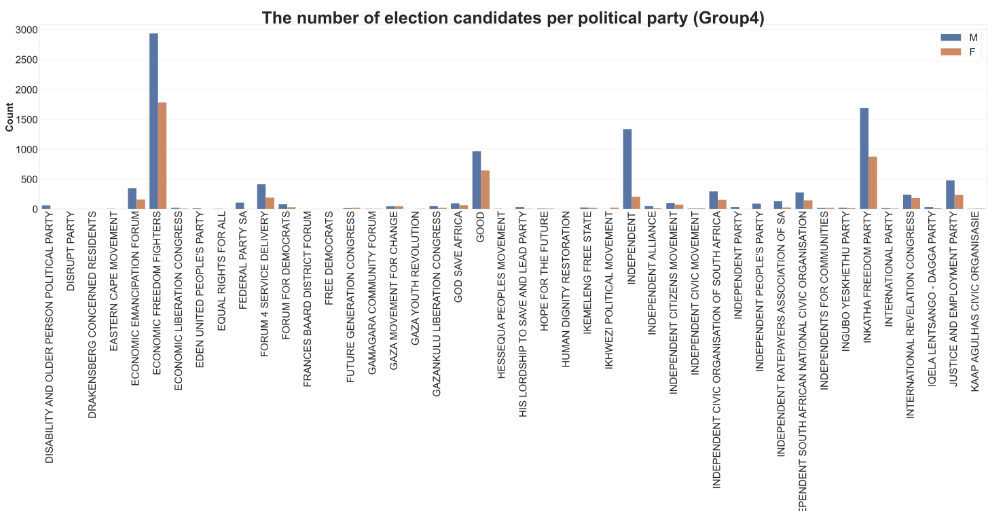 The number of election candidates per political party (Group4)
M
F
Count
3000
2500
2000
1500
1000
500
0
DISABILITY AND OLDER PERSON POLITICAL PARTY
DISRUPT PARTY
DRAKENSBERG CONCERNED RESIDENTS
EASTERN CAPE MOVEMENT
ECONOMIC EMANCIPATION FORUM
ECONOMIC FREEDOM FIGHTERS
ECONOMIC LIBERATION CONGRESS
EDEN UNITED PEOPLE'S PARTY
EQUAL RIGHTS FOR ALL
FEDERAL PARTY SA
FORUM 4 SERVICE DELIVERY
FORUM FOR DEMOCRATS
FRANCES BAARD DISTRICT FORUM
FREE DEMOCRATS
FUTURE GENERATION CONGRESS
GAMAGARA COMMUNITY FORUM
GAZA MOVEMENT FOR CHANGE
GAZA YOUTH REVOLUTION
GAZANKULU LIBERATION CONGRESS
GOD SAVE AFRICA
GOOD
HESSEQUA PEOPLES MOVEMENT
HIS LORDSHIP TO SAVE AND LEAD PARTY
HOPE FOR THE FUTURE
HUMAN DIGNITY RESTORATION
IKEMELENG FREE STATE
IKHWEZI POLITICAL MOVEMENT
INDEPENDENT
INDEPENDENT ALLIANCE
INDEPENDENT CITIZENS MOVEMENT
INDEPENDENT CIVIC MOVEMENT
INDEPENDENT CIVIC ORGANISATION OF SOUTH AFRICA
INDEPENDENT PARTY
INDEPENDENT PEOPLE'S PARTY
INDEPENDENT RATEPAYERS ASSOCIATION OF SA
EPENDENT SOUTH AFRICAN NATIONAL CIVIC ORGANISATION
INDEPENDENTS FOR COMMUNITIES
INGUBO YESKHETHU PARTY
INKATHA FREEDOM PARTY
INTERNATIONAL PARTY
INTERNATIONAL REVELATION CONGRESS
IQELA LENTSANGO - DAGGA PARTY
JUSTICE AND EMPLOYMENT PARTY
KAAP AGULHAS CIVIC ORGANISASIE